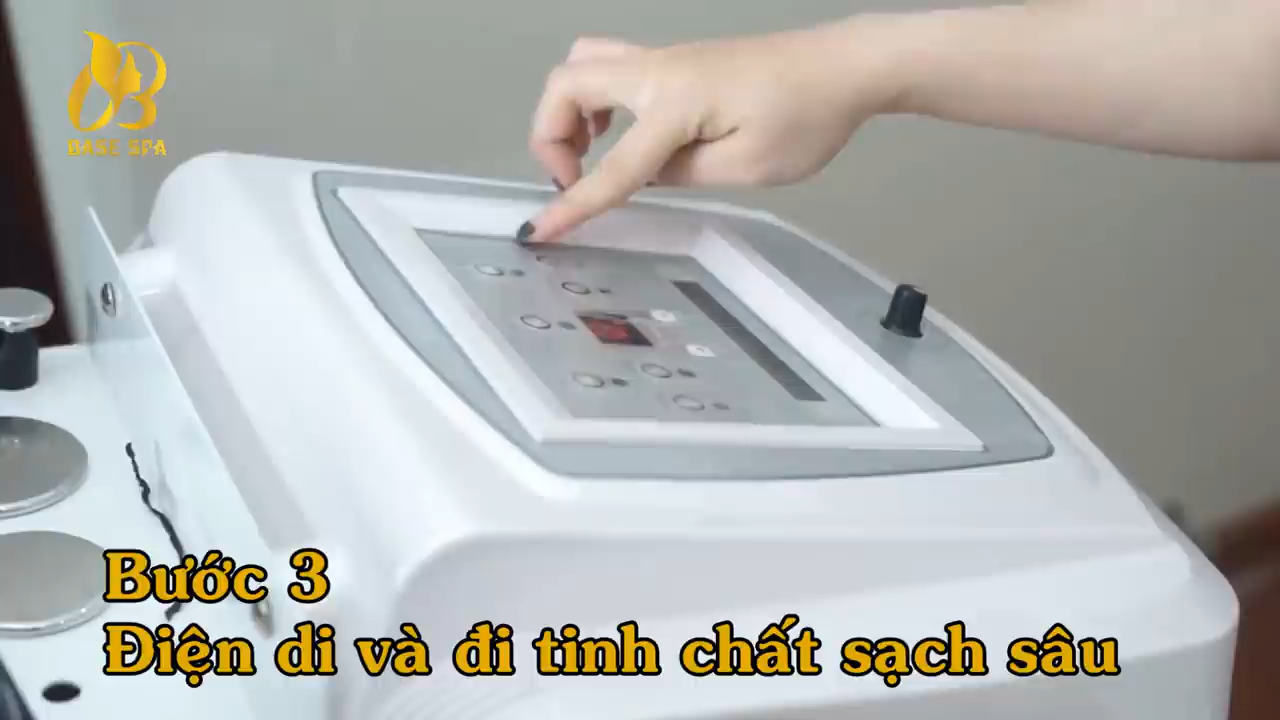 BASE SPA
Bước 3
Điện di và đi tinh chất sạch sâu